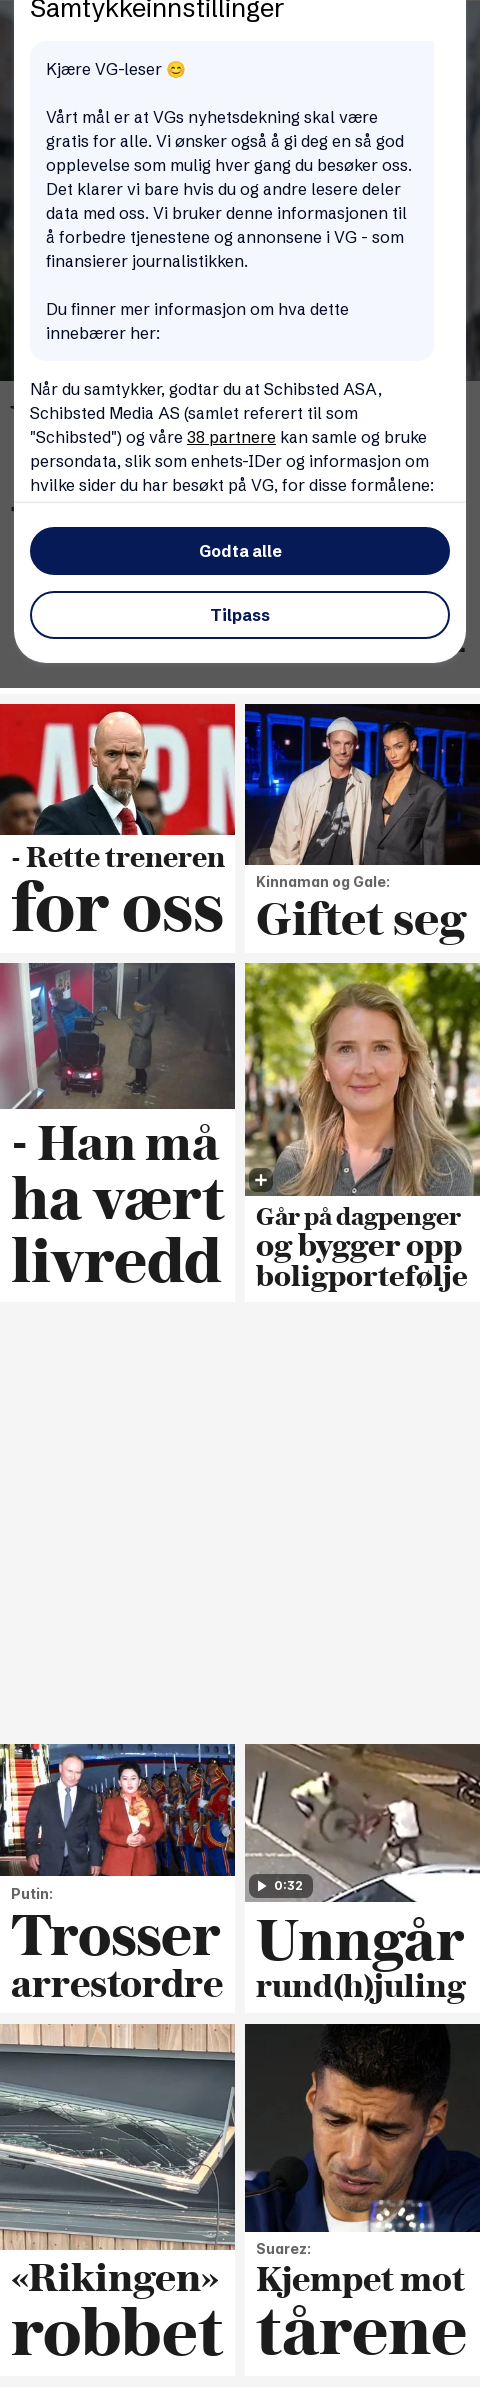 Samtykkeinnstillinger
Kjære VG-leser 😊
Vårt mål er at VGs nyhetsdekning skal være
gratis for alle. Vi ønsker også å gi deg en så god
opplevelse som mulig hver gang du besøker oss.
Det klarer vi bare hvis du og andre lesere deler
data med oss. Vi bruker denne informasjonen til
å forbedre tjenestene og annonsene i VG - som
finansierer journalistikken.
Du finner mer informasjon om hva dette
innebærer her:
Når du samtykker, godtar du at Schibsted ASA,
Schibsted Media AS (samlet referert til som
"Schibsted") og våre 38 partnere kan samle og bruke
persondata, slik som enhets-IDer og informasjon om
hvilke sider du har besøkt på VG, for disse formålene:
Godta alle
Tilpass
- Rette treneren
for oss
Kinnaman og Gale:
Giftet seg
- Han må
ha vært
livredd
Går på dagpenger
og bygger opp
boligportefølje
Putin:
Trosser
arrestordre
0:32
Unngår
rund(h)juling
«Rikingen»
robbet
Suarez:
Kjempet mot
tårene